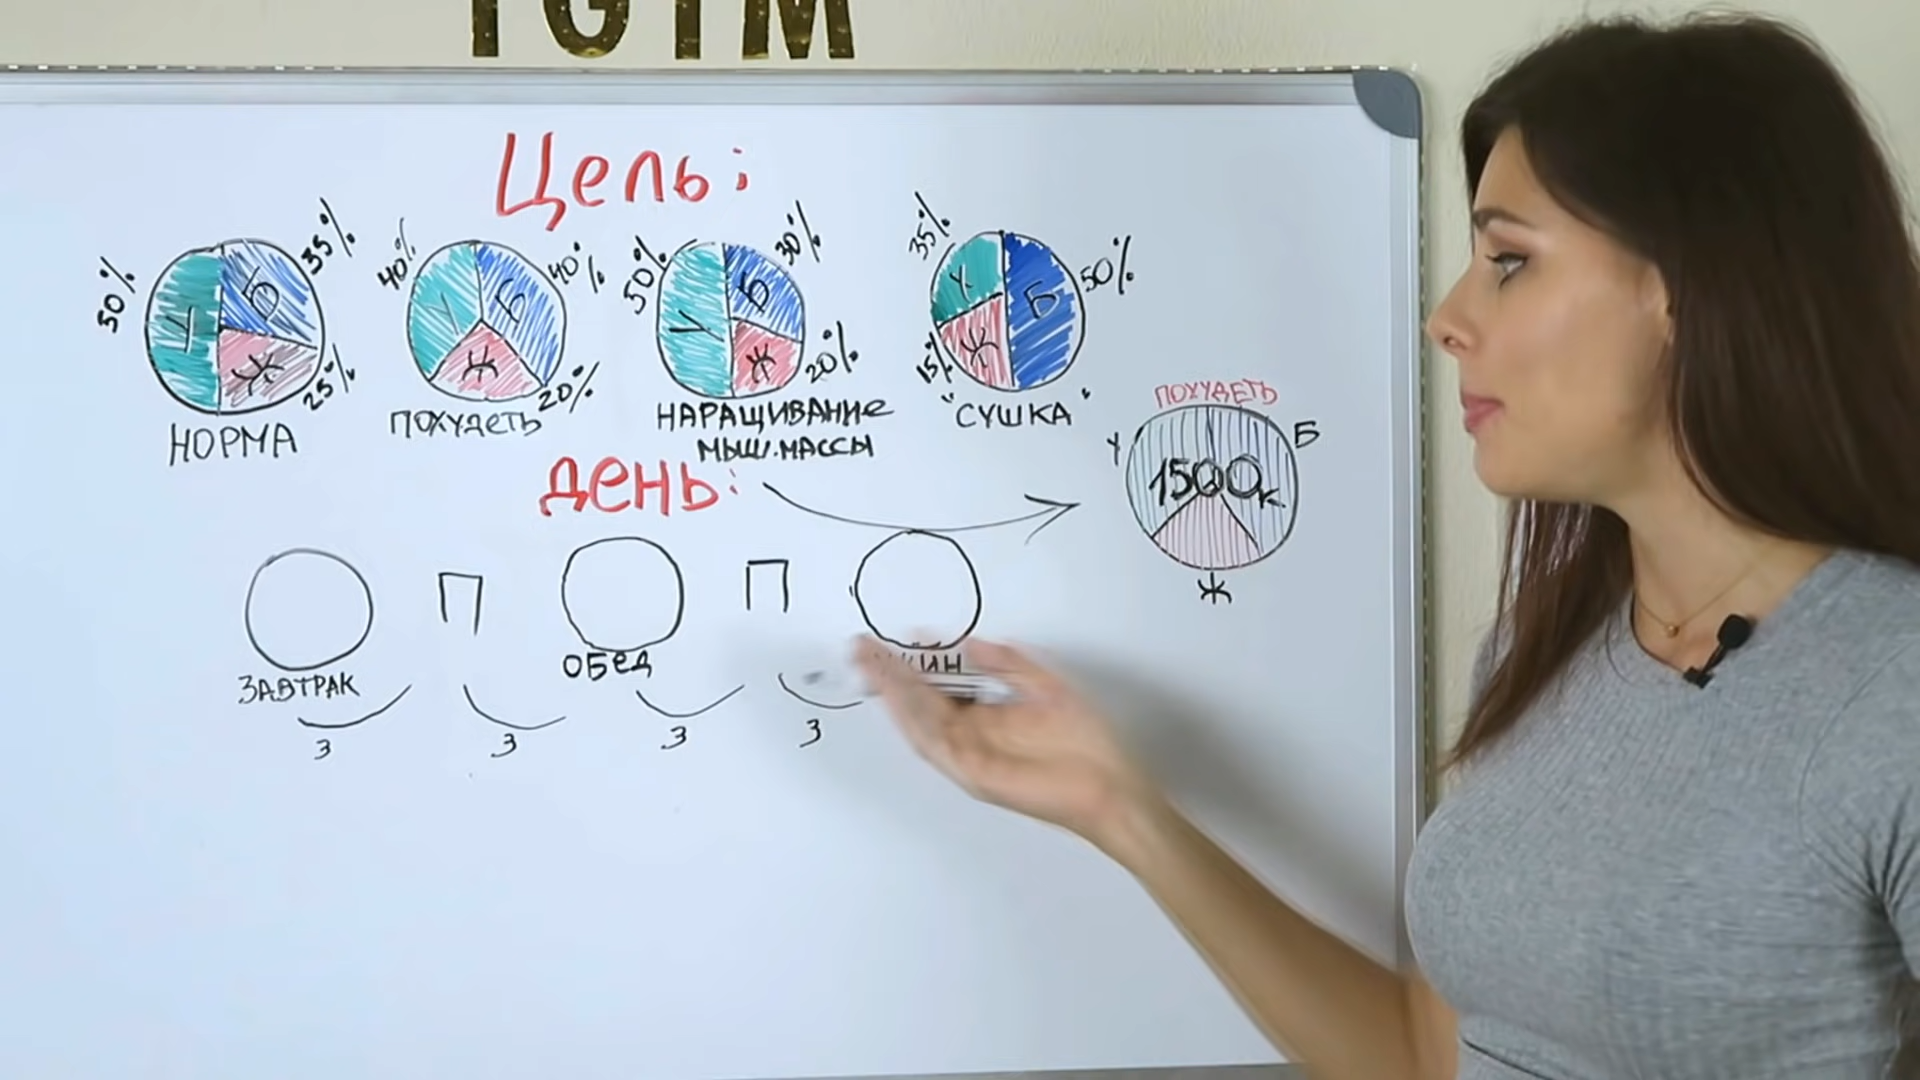 Цель:
50% У Б 35% Ж 25%
НОРМА
40% У Б 40% Ж 20%
ПОХУДЕТЬ
50% У Б 30% Ж 20%
НАРАЩИВАНИЕ
МЫШ. МАССЫ
35% У Б 50% Ж 15%
"СУШКА"
ПОХУДЕТЬ
У Б
1500к
Ж
ДЕНЬ:
П П
ЗАВТРАК ОБЕД
3 3 3 3